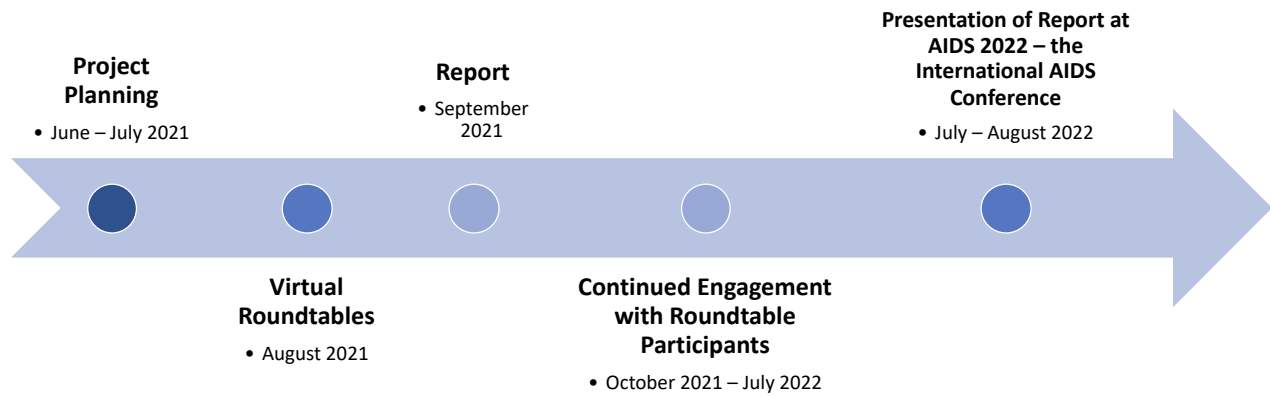 Project
Planning
• June – July 2021
Virtual
Roundtables
• August 2021
Report
• September
2021
Continued Engagement
with Roundtable
Participants
• October 2021 – July 2022
Presentation of Report at
AIDS 2022 – the
International AIDS
Conference
• July – August 2022